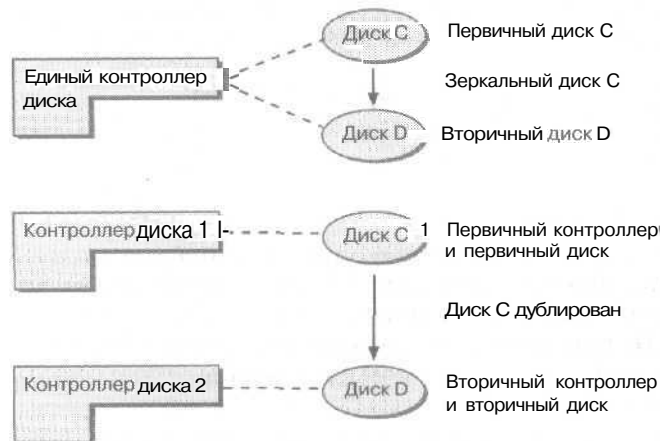 Диск C
Первичный диск C
Единый контроллер
диска
Зеркальный диск C
Диск D
Вторичный диск D
Контроллер диска 1
Диск C
1
Первичный контроллер
и первичный диск
Диск C дублирован
Контроллер диска 2
Диск D
Вторичный контроллер
и вторичный диск